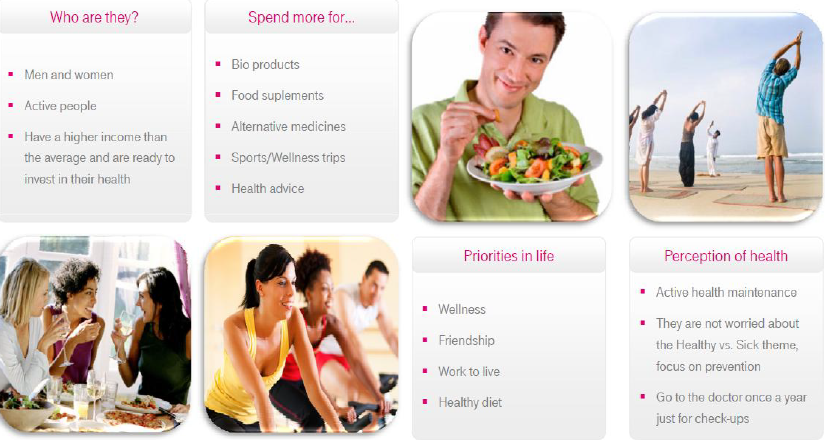 Who are they?
Men and women
Active people
Have a higher income than
the average and are ready to
invest in their health
Spend more for...
Bio products
Food suplements
Alternative medicines
Sports/Wellness trips
Health advice
Priorities in life
Wellness
Friendship
Work to live
Healthy diet
Perception of health
Active health maintenance
They are not worried about
the Healthy vs. Sick theme,
focus on prevention
Go to the doctor once a year
just for check-ups